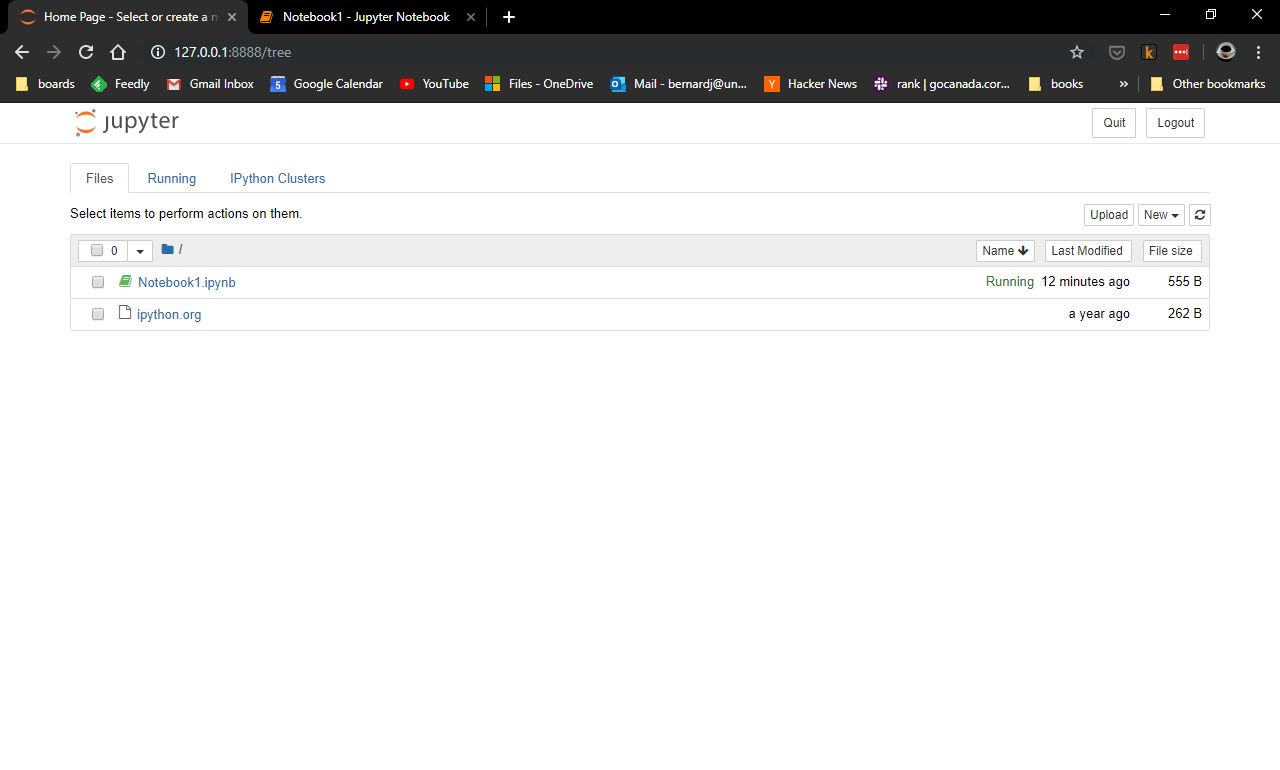 Home Page - Select or create a n
Notebook1 - Jupyter Notebook
127.0.0.1:8888/tree
boards Feedly Gmail Inbox 5 Google Calendar YouTube Files - OneDrive Mail - bernardj@un... Y Hacker News rank | gocanada.cor... books » Other bookmarks
jupyter Quit Logout
Files Running IPython Clusters
Select items to perform actions on them. Upload New
0 / Name Last Modified File size
Notebook1.ipynb Running 12 minutes ago 555 B
ipython.org a year ago 262 B